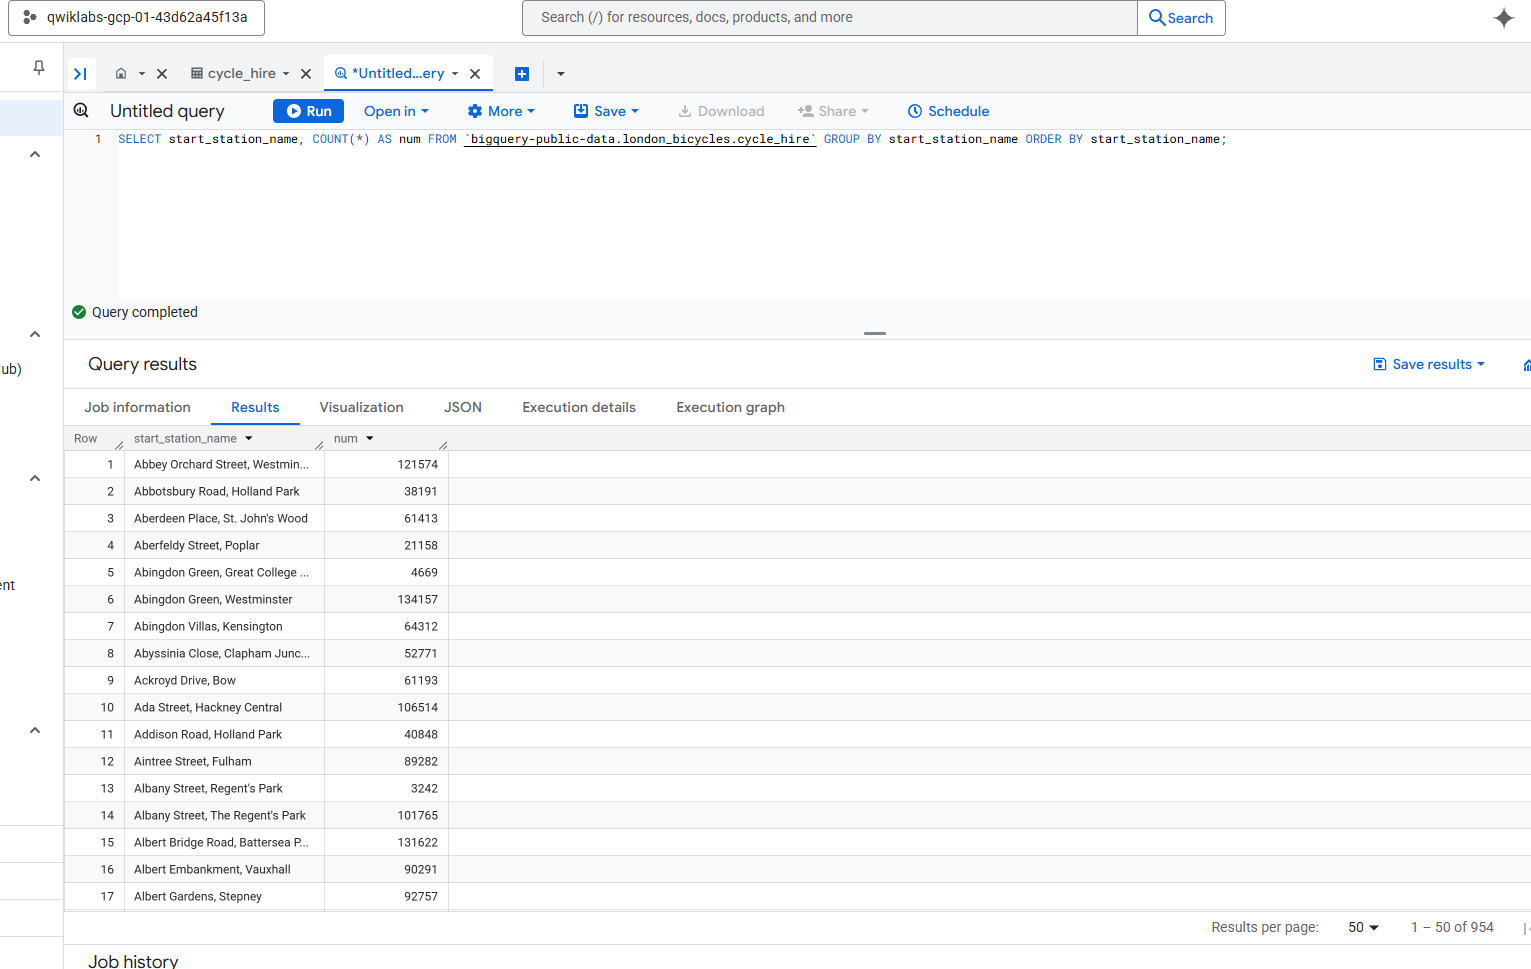 qwiklabs-gcp-01-43d62a45f13a
Search (/) for resources, docs, products, and more
Search
cycle_hire
*Untitled...ery
Untitled query
Run
Open in
More
Save
Download
Share
Schedule
1 SELECT start_station_name, COUNT(*) AS num FROM `bigquery-public-data.london_bicycles.cycle_hire` GROUP BY start_station_name ORDER BY start_station_name;
Query completed
ub)
ent
Query results
Save results
Job information Results Visualization JSON Execution details Execution graph
Row start_station_name num
1 Abbey Orchard Street, Westmin... 121574
2 Abbotsbury Road, Holland Park 38191
3 Aberdeen Place, St. John's Wood 61413
4 Aberfeldy Street, Poplar 21158
5 Abingdon Green, Great College ... 4669
6 Abingdon Green, Westminster 134157
7 Abingdon Villas, Kensington 64312
8 Abyssinia Close, Clapham Junc... 52771
9 Ackroyd Drive, Bow 61193
10 Ada Street, Hackney Central 106514
11 Addison Road, Holland Park 40848
12 Aintree Street, Fulham 89282
13 Albany Street, Regent's Park 3242
14 Albany Street, The Regent's Park 101765
15 Albert Bridge Road, Battersea P... 131622
16 Albert Embankment, Vauxhall 90291
17 Albert Gardens, Stepney 92757
Results per page: 50 1 – 50 of 954
Job history